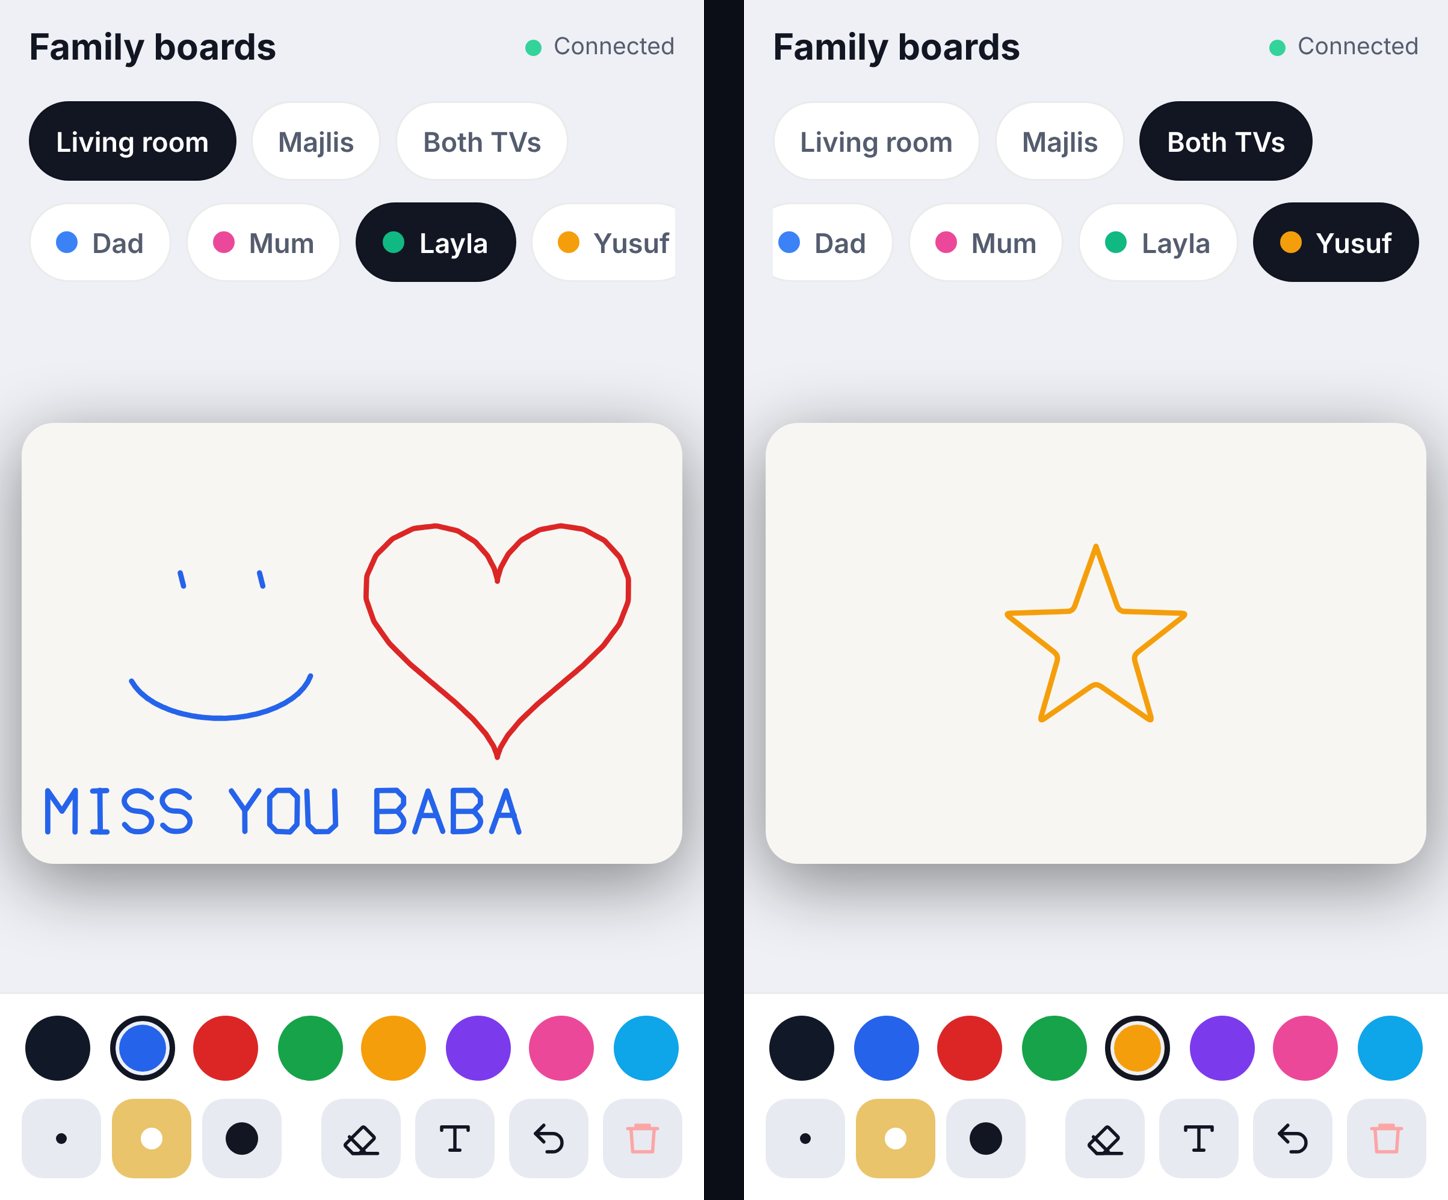 Family boards
Connected
Living room
Majlis
Both TVs
Dad
Mum
Layla
Yusuf
MISS YOU BABA
T
Family boards
Connected
Living room
Majlis
Both TVs
Dad
Mum
Layla
Yusuf
T